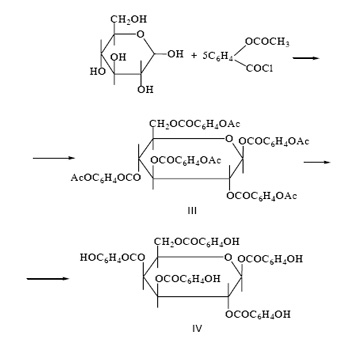 CH₂OH
O
OH
OH
HO
OH
+ 5C₆H₄
OCOCH₃
COCl
CH₂OCOC₆H₄OAc
O
OCOC₆H₄OAc
OCOC₆H₄OAc
AcOC₆H₄OCO
OCOC₆H₄OAc
III
CH₂OCOC₆H₄OH
HOC₆H₄OCO
O
OCOC₆H₄OH
OCOC₆H₄OH
OCOC₆H₄OH
IV